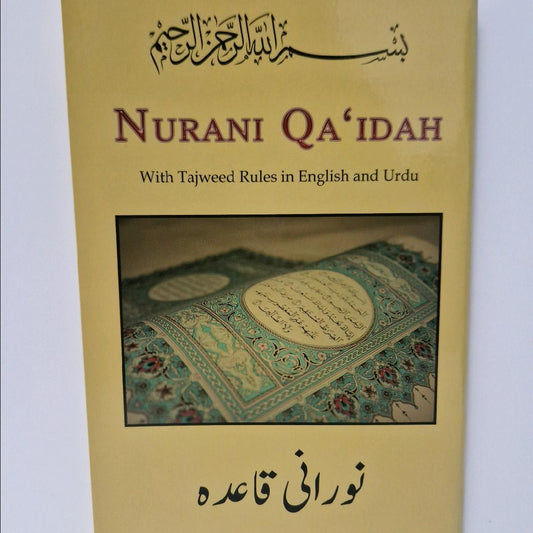 بسم الله الرحمن الرحيم
NURANI QA‘IDAH
With Tajweed Rules in English and Urdu
نورانی قاعدہ